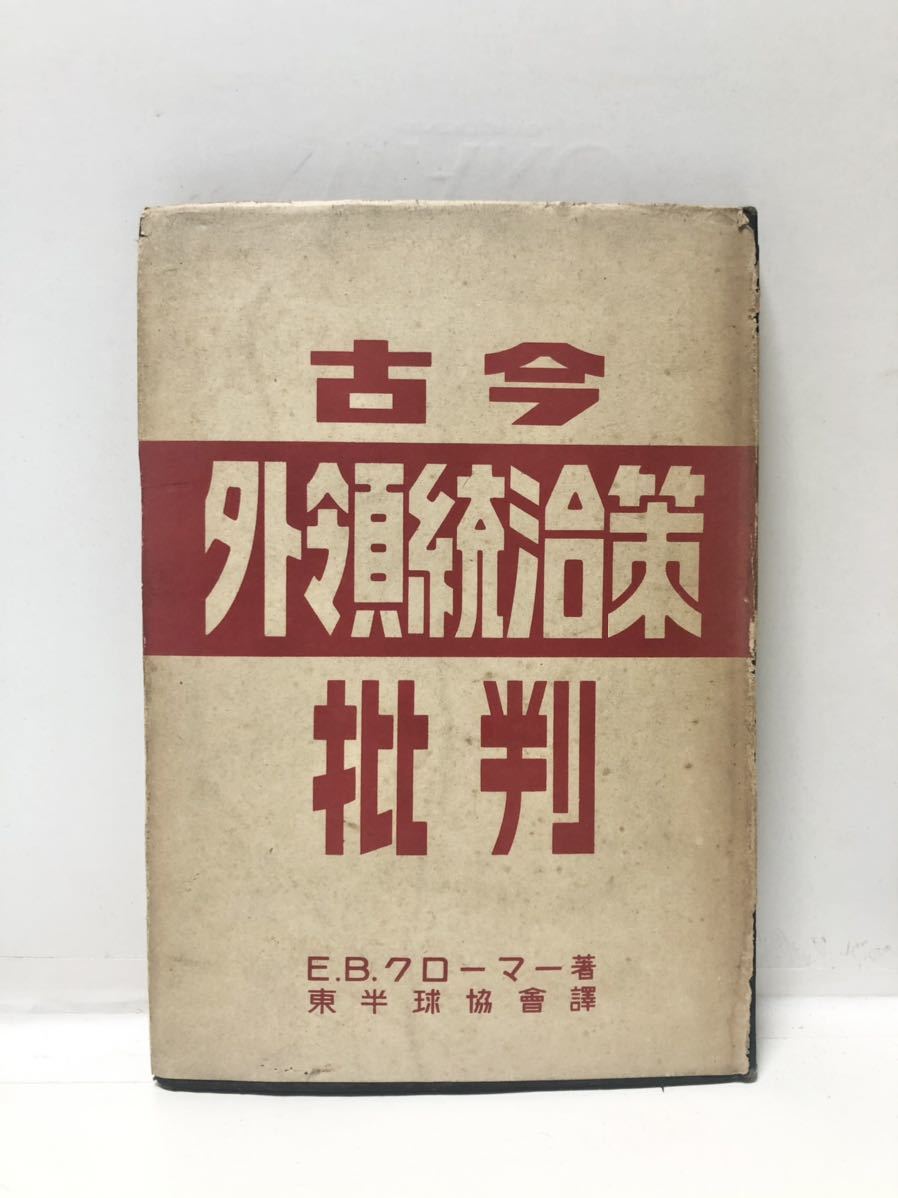 古今
外領統治策
批判
E.B.クローマー著
東半球協會譯